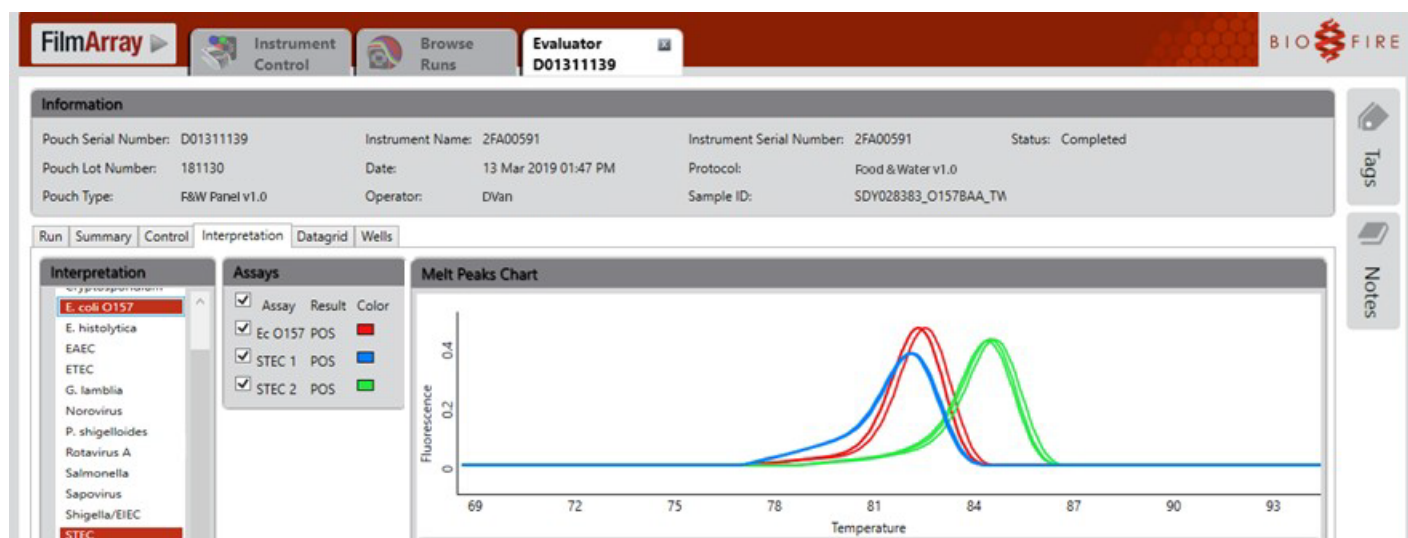 FilmArray
Instrument Control
Browse Runs
Evaluator D01311139
BIO FIRE
Information
Pouch Serial Number: D01311139 Instrument Name: 2FA00591 Instrument Serial Number: 2FA00591 Status: Completed
Pouch Lot Number: 181130 Date: 13 Mar 2019 01:47 PM Protocol: Food & Water v1.0
Pouch Type: F&W Panel v1.0 Operator: DVan Sample ID: SDY028383_O157BAA_TW
Tags
Notes
Run Summary Control Interpretation Datagrid Wells
Interpretation
Cryptosporidium
E. coli O157
E. histolytica
EAEC
ETEC
G. lamblia
Norovirus
P. shigelloides
Rotavirus A
Salmonella
Sapovirus
Shigella/EIEC
STEC
Assays
Assay Result Color
Ec O157 POS
STEC 1 POS
STEC 2 POS
Melt Peaks Chart
Fluorescence
0.4
0.2
0
69 72 75 78 81 84 87 90 93
Temperature